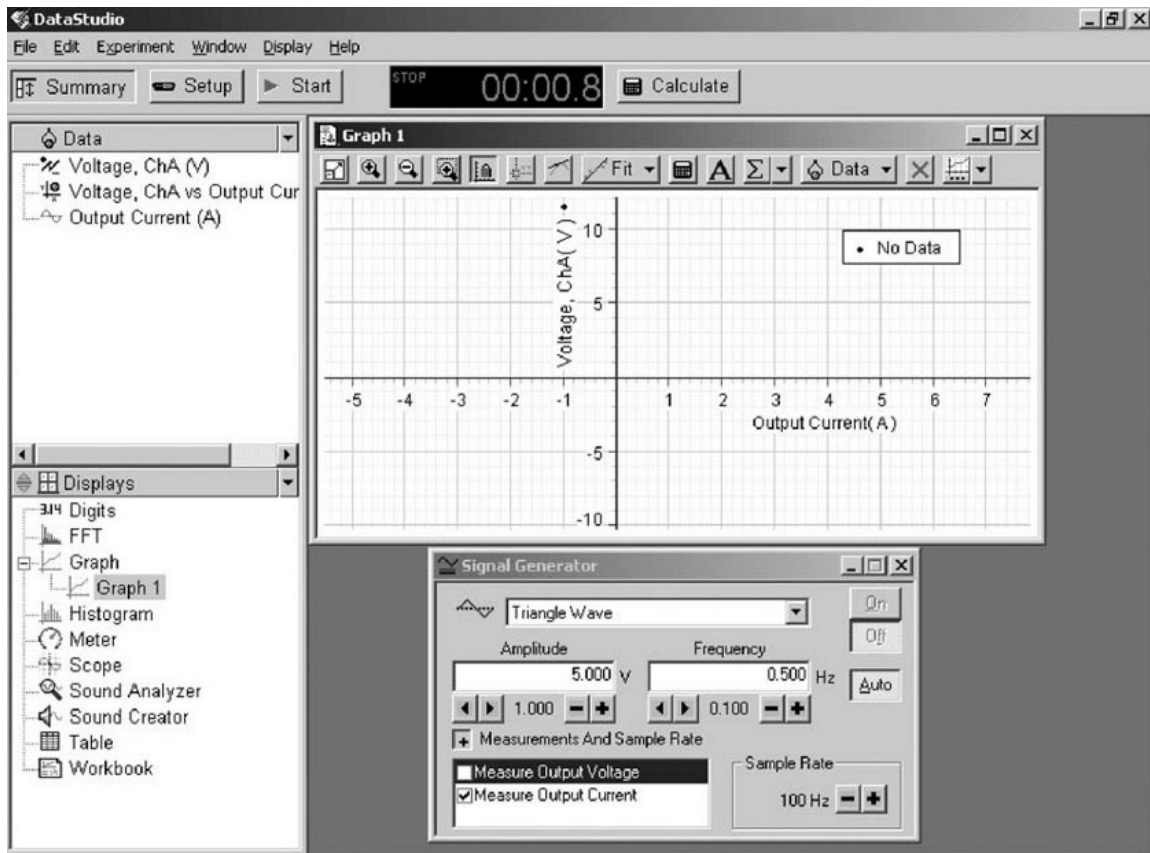 DataStudio
File Edit Experiment Window Display Help
Summary Setup Start STOP 00:00.8 Calculate
Data
Voltage, ChA (V)
Voltage, ChA vs Output Cur
Output Current (A)
Displays
3.14 Digits
FFT
Graph
Graph 1
Histogram
Meter
Scope
Sound Analyzer
Sound Creator
Table
Workbook
Graph 1
Fit A Σ Data
Voltage, ChA( V )
10
5
-5
-10
No Data
-5 -4 -3 -2 -1 1 2 3 4 5 6 7
Output Current( A )
Signal Generator
Triangle Wave
On
Off
Auto
Amplitude Frequency
5.000 V 0.500 Hz
1.000 0.100
Measurements And Sample Rate
Measure Output Voltage
Measure Output Current
Sample Rate
100 Hz